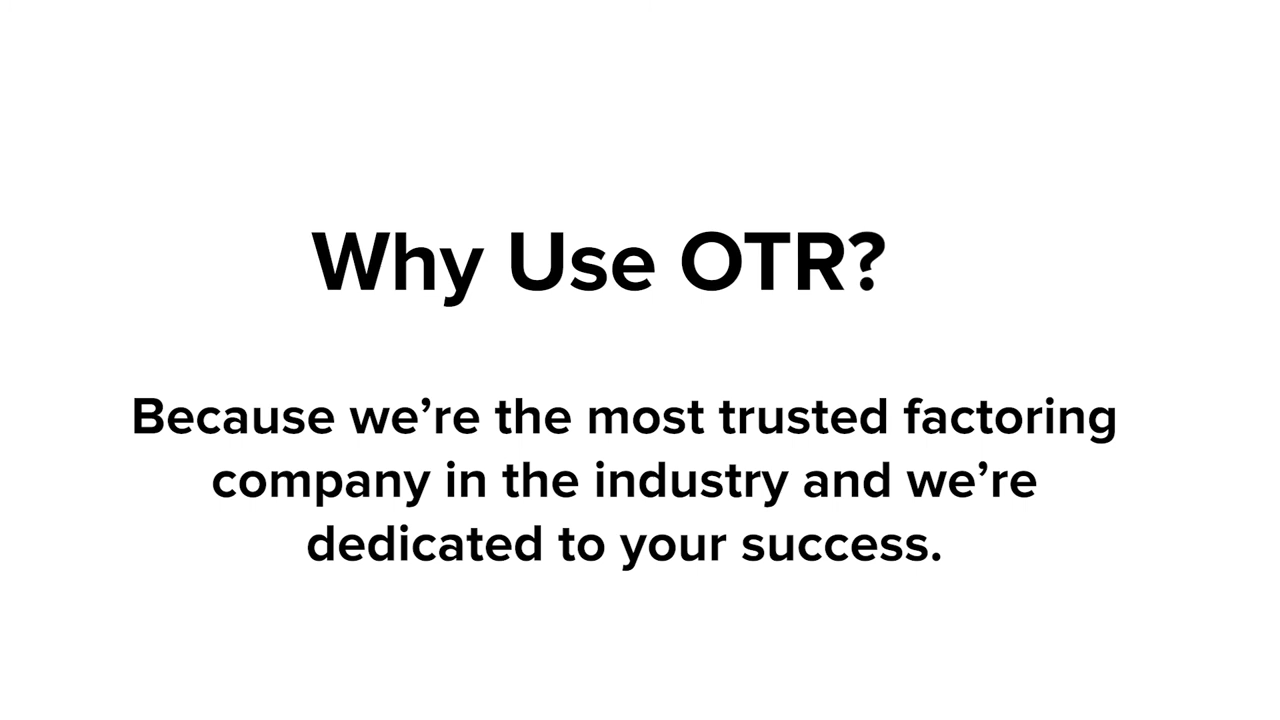 Why Use OTR?
Because we’re the most trusted factoring
company in the industry and we’re
dedicated to your success.